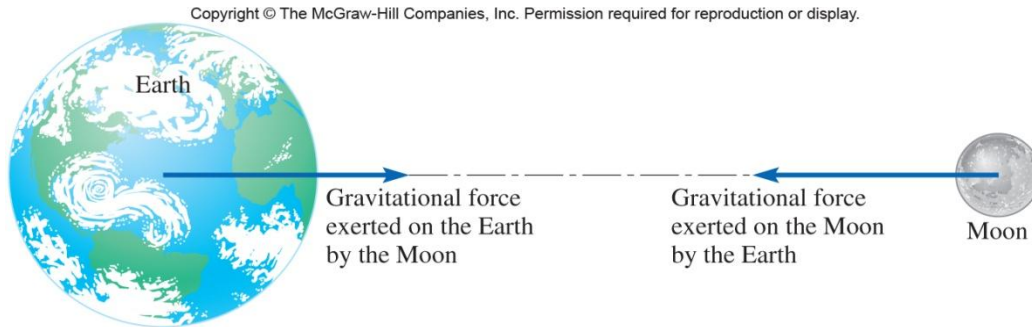 Copyright © The McGraw-Hill Companies, Inc. Permission required for reproduction or display.
Earth
Gravitational force
exerted on the Earth
by the Moon
Gravitational force
exerted on the Moon
by the Earth
Moon